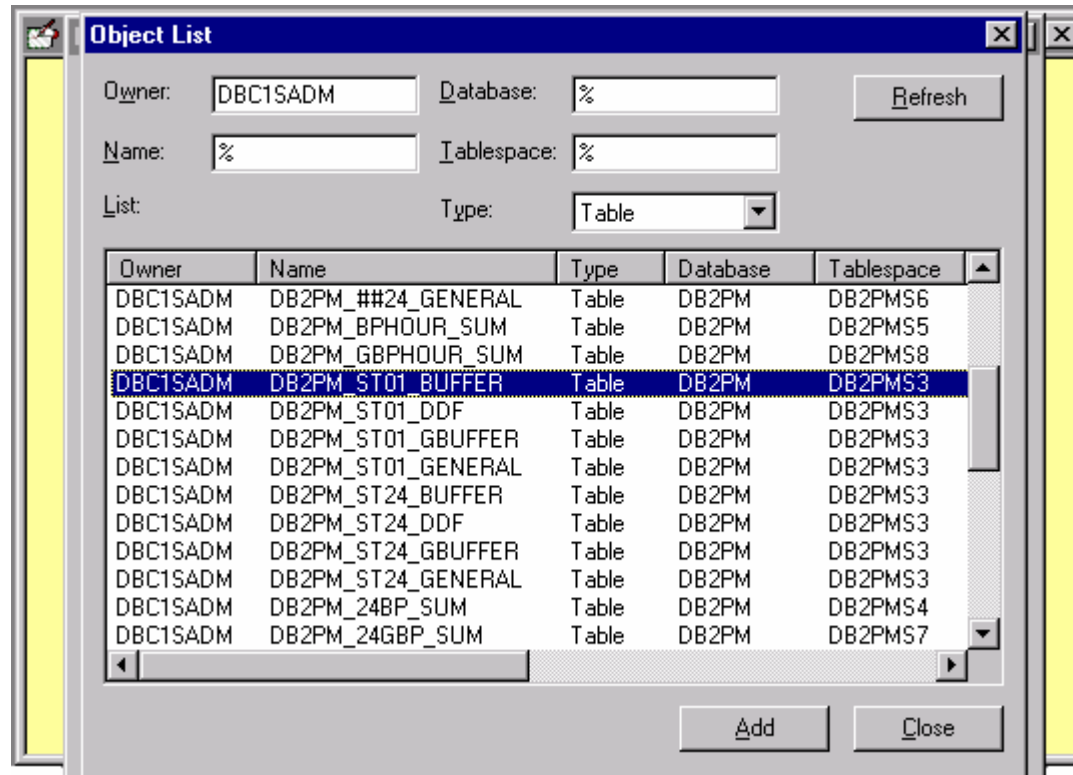 Object List
Owner: DBC1SADM Database: % Refresh
Name: % Tablespace: %
List: Type: Table
Owner Name Type Database Tablespace
DBC1SADM DB2PM_##24_GENERAL Table DB2PM DB2PMS6
DBC1SADM DB2PM_BPHOUR_SUM Table DB2PM DB2PMS5
DBC1SADM DB2PM_GBPHOUR_SUM Table DB2PM DB2PMS8
DBC1SADM DB2PM_ST01_BUFFER Table DB2PM DB2PMS3
DBC1SADM DB2PM_ST01_DDF Table DB2PM DB2PMS3
DBC1SADM DB2PM_ST01_GBUFFER Table DB2PM DB2PMS3
DBC1SADM DB2PM_ST01_GENERAL Table DB2PM DB2PMS3
DBC1SADM DB2PM_ST24_BUFFER Table DB2PM DB2PMS3
DBC1SADM DB2PM_ST24_DDF Table DB2PM DB2PMS3
DBC1SADM DB2PM_ST24_GBUFFER Table DB2PM DB2PMS3
DBC1SADM DB2PM_ST24_GENERAL Table DB2PM DB2PMS3
DBC1SADM DB2PM_24BP_SUM Table DB2PM DB2PMS4
DBC1SADM DB2PM_24GBP_SUM Table DB2PM DB2PMS7
Add Close